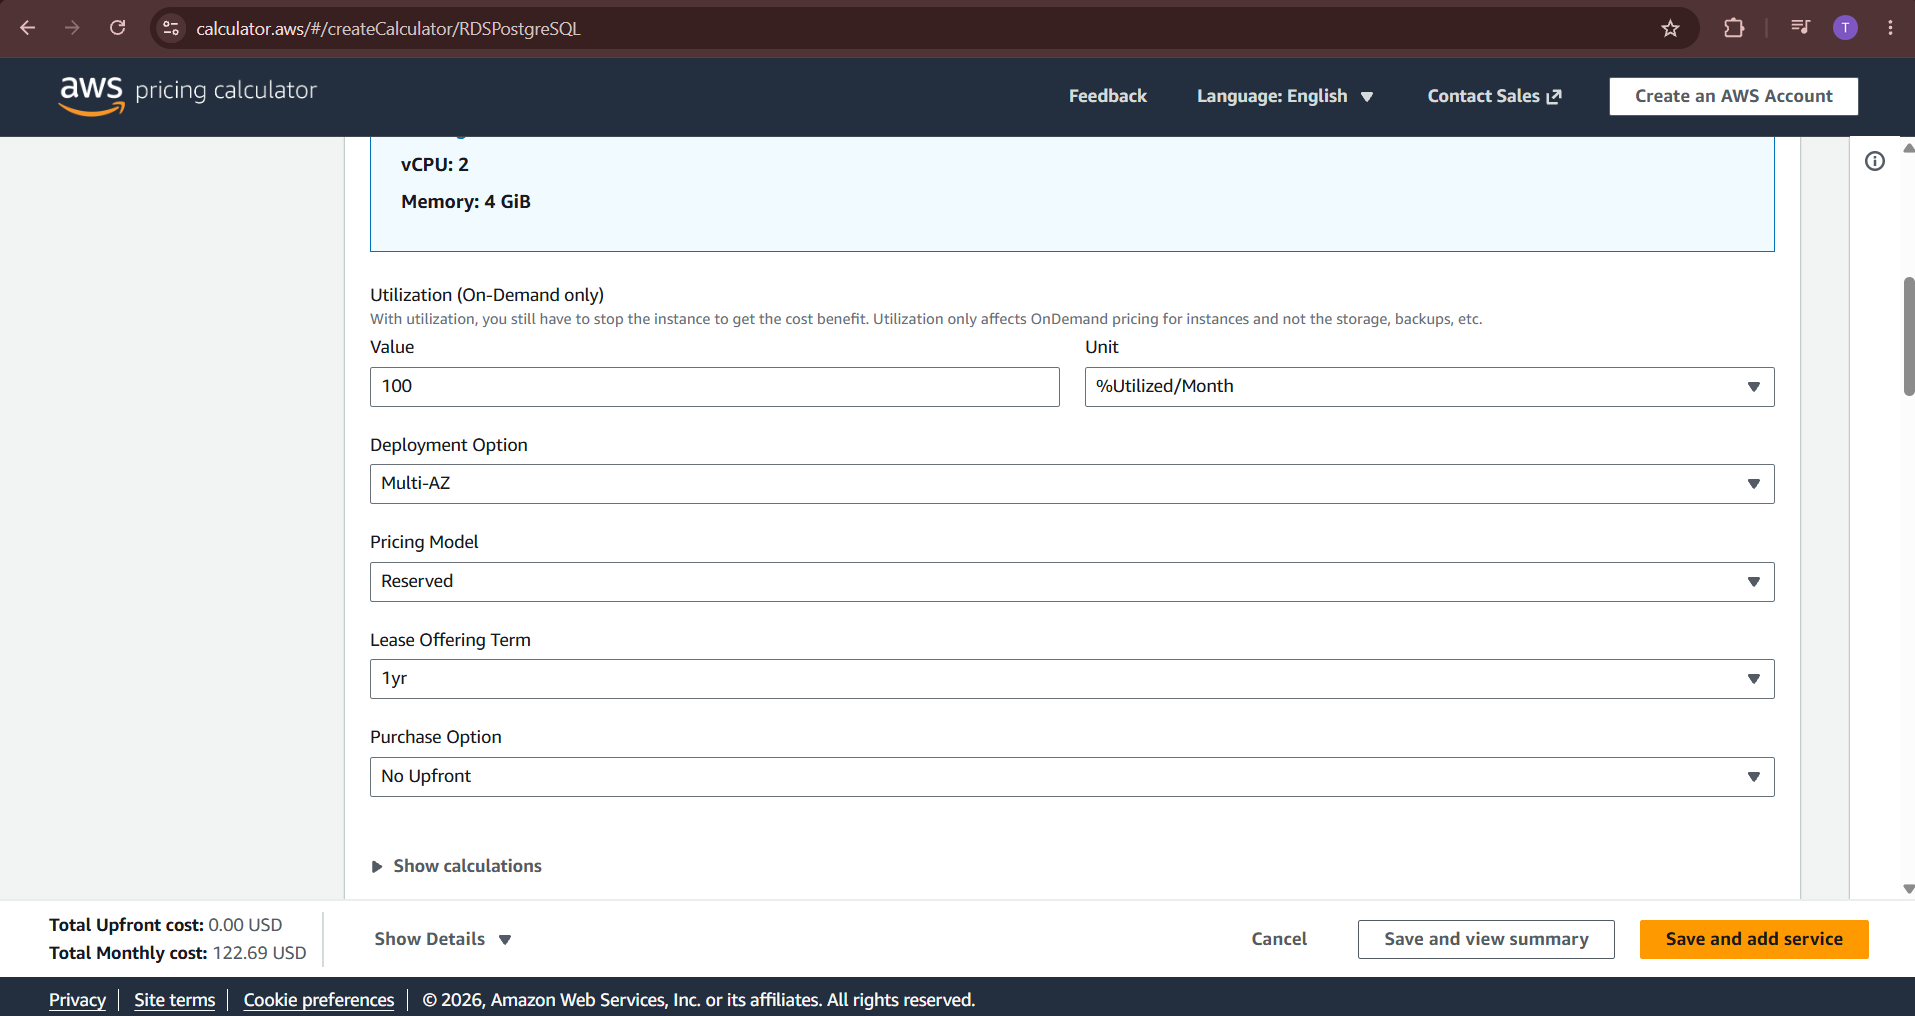 calculator.aws/#/createCalculator/RDSPostgreSQL
T
aws pricing calculator
Feedback
Language: English
Contact Sales
Create an AWS Account
vCPU: 2
Memory: 4 GiB
Utilization (On-Demand only)
With utilization, you still have to stop the instance to get the cost benefit. Utilization only affects OnDemand pricing for instances and not the storage, backups, etc.
Value
Unit
100
%Utilized/Month
Deployment Option
Multi-AZ
Pricing Model
Reserved
Lease Offering Term
1yr
Purchase Option
No Upfront
Show calculations
Total Upfront cost: 0.00 USD
Total Monthly cost: 122.69 USD
Show Details
Cancel
Save and view summary
Save and add service
Privacy
Site terms
Cookie preferences
© 2026, Amazon Web Services, Inc. or its affiliates. All rights reserved.